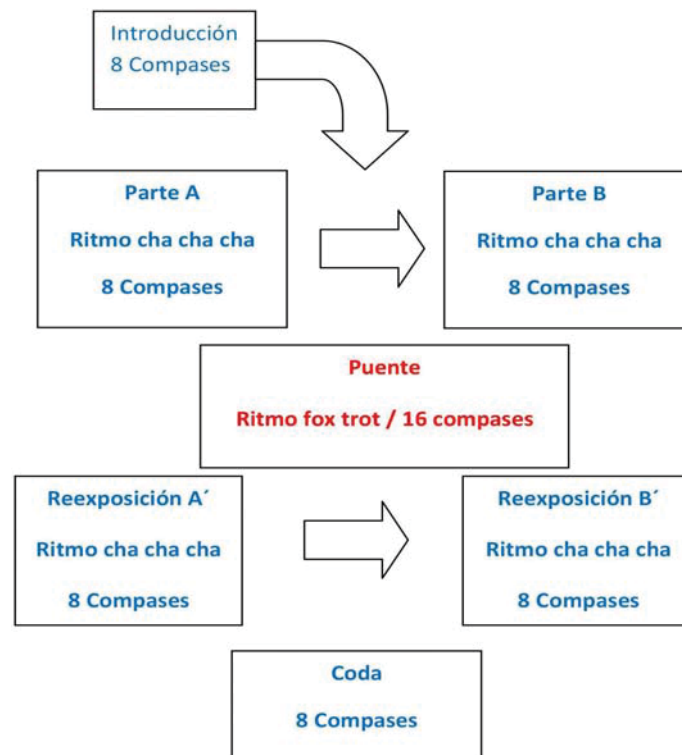 Introducción
8 Compases
Parte A
Ritmo cha cha cha
8 Compases
Parte B
Ritmo cha cha cha
8 Compases
Puente
Ritmo fox trot / 16 compases
Reexposición A´
Ritmo cha cha cha
8 Compases
Reexposición B´
Ritmo cha cha cha
8 Compases
Coda
8 Compases